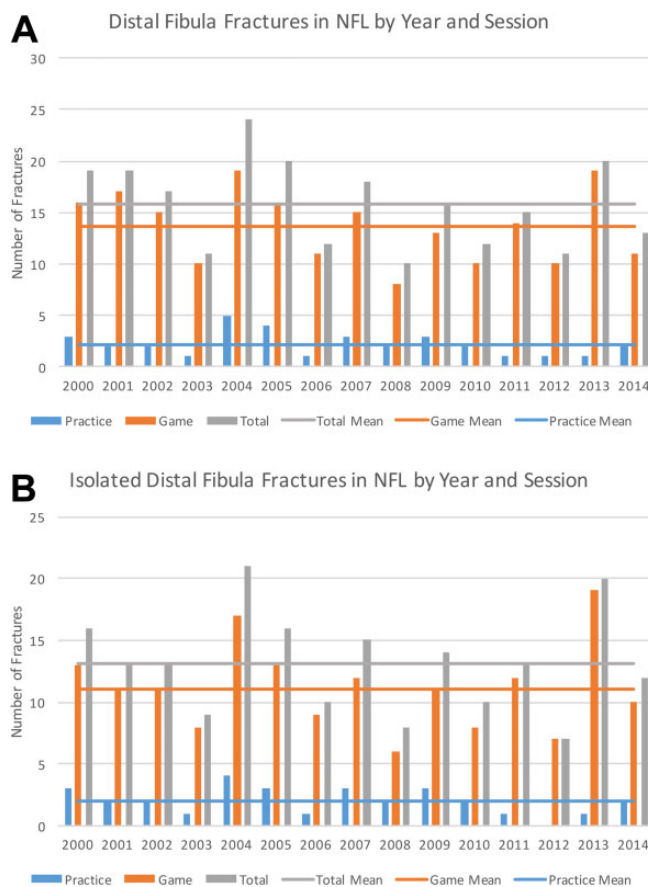 A
Distal Fibula Fractures in NFL by Year and Session
30
25
20
15
10
5
0
Number of Fractures
2000 2001 2002 2003 2004 2005 2006 2007 2008 2009 2010 2011 2012 2013 2014
Practice Game Total Total Mean Game Mean Practice Mean
B
Isolated Distal Fibula Fractures in NFL by Year and Session
25
20
15
10
5
0
Number of Fractures
2000 2001 2002 2003 2004 2005 2006 2007 2008 2009 2010 2011 2012 2013 2014
Practice Game Total Total Mean Game Mean Practice Mean